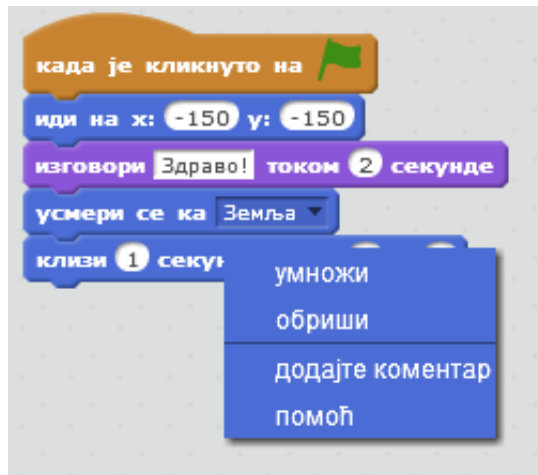 када је кликнуто на
иди на x: -150 y: -150
изговори Здраво! током 2 секунде
усмери се ка Земља
клизи 1
умножи
обриши
додајте коментар
помоћ